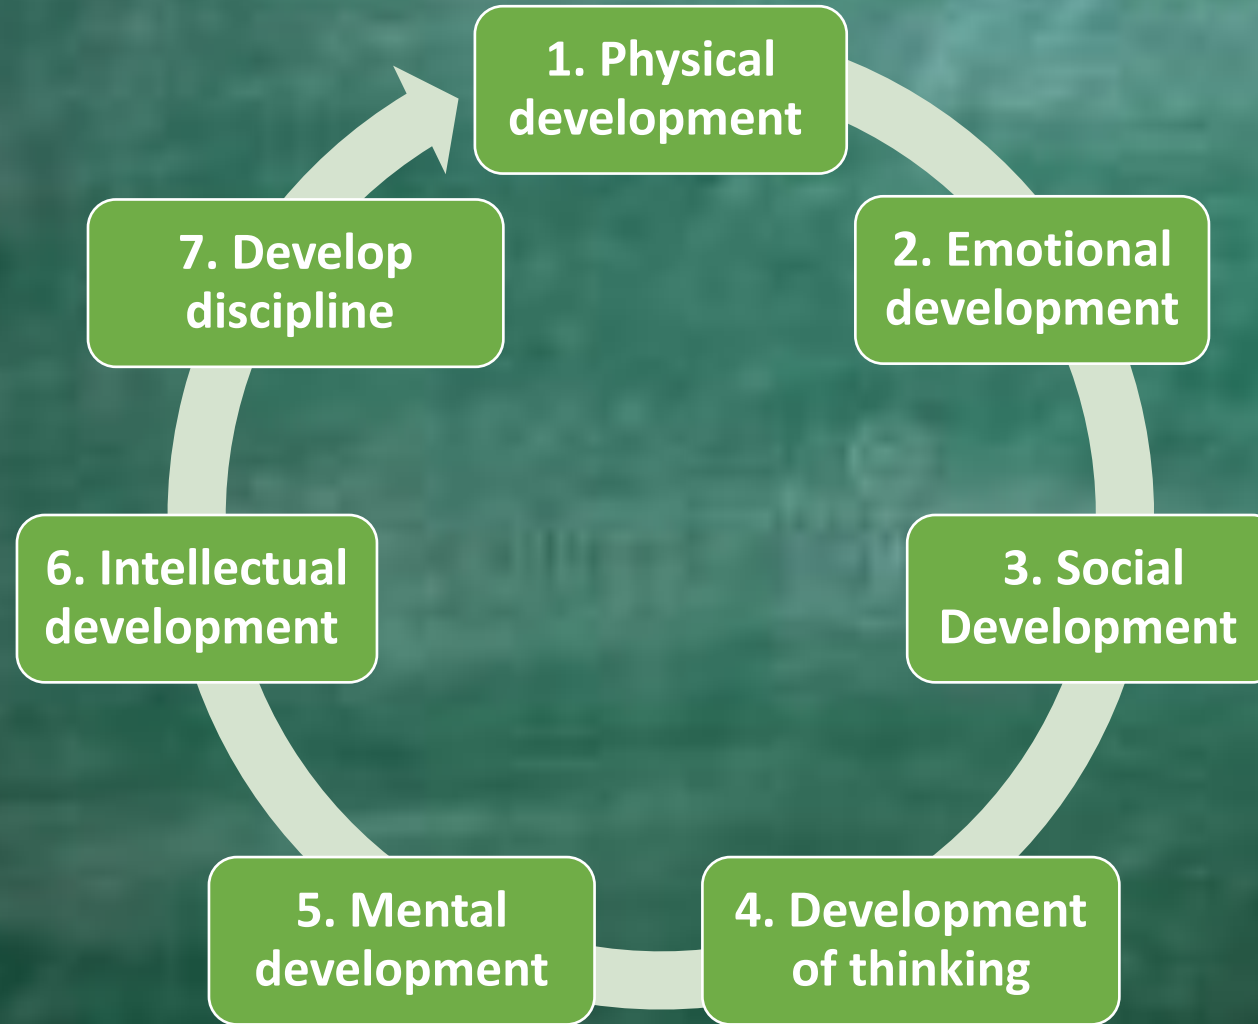 1. Physical
development
2. Emotional
development
3. Social
Development
4. Development
of thinking
5. Mental
development
6. Intellectual
development
7. Develop
discipline